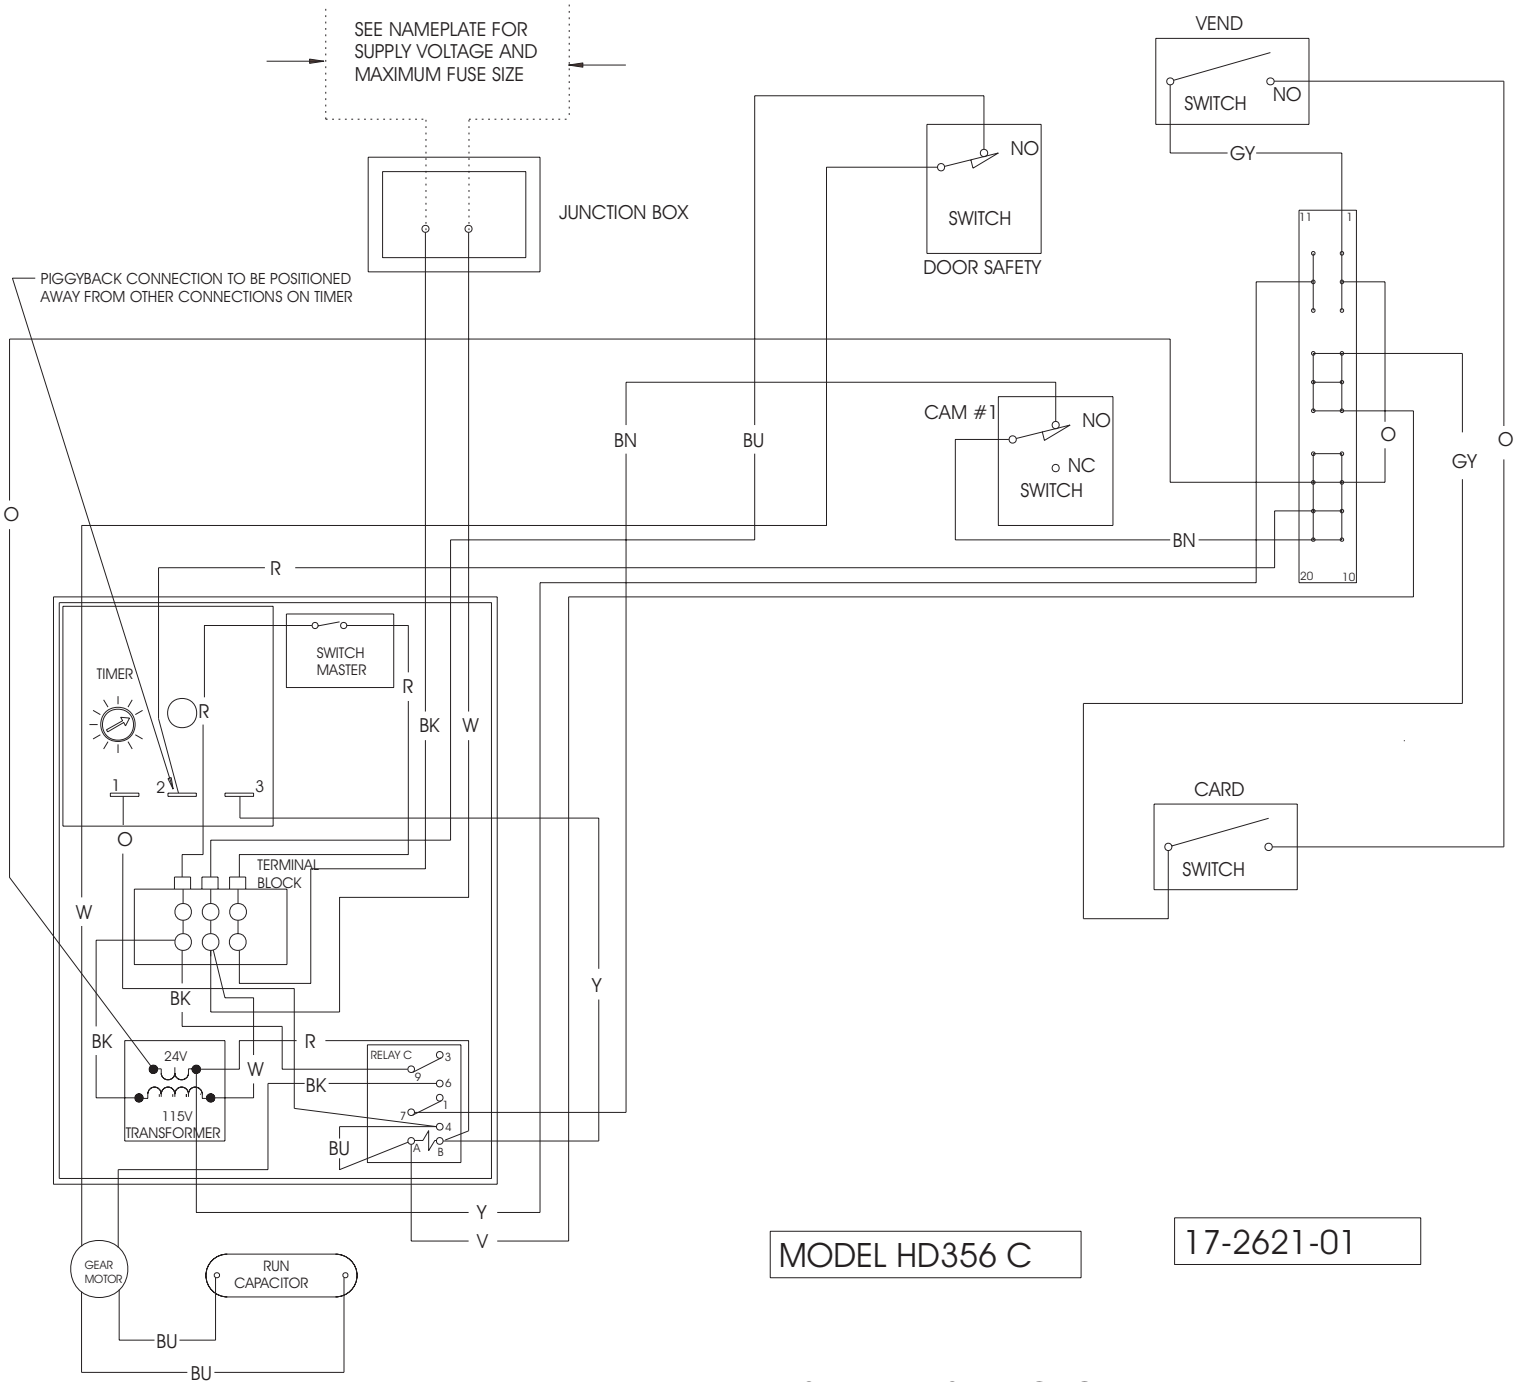 SEE NAMEPLATE FOR
SUPPLY VOLTAGE AND
MAXIMUM FUSE SIZE
VEND
SWITCH
NO
GY
NO
SWITCH
DOOR SAFETY
JUNCTION BOX
11
1
PIGGYBACK CONNECTION TO BE POSITIONED
AWAY FROM OTHER CONNECTIONS ON TIMER
CAM #1
NO
NC
SWITCH
BN
BU
O
O
GY
O
BN
R
20
10
SWITCH
MASTER
TIMER
R
R
BK
W
1
2
3
O
CARD
SWITCH
TERMINAL
BLOCK
W
Y
BK
BK
R
W
24V
115V
TRANSFORMER
RELAY C
3
9
BK
6
1
7
4
BU
A
B
Y
V
GEAR
MOTOR
RUN
CAPACITOR
BU
BU
MODEL HD356 C
17-2621-01